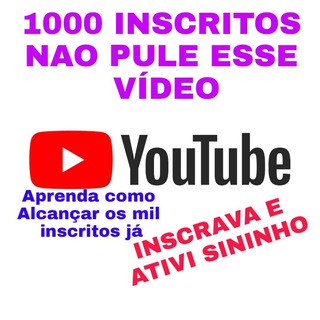 1000 INSCRITOS
NAO PULE ESSE
VÍDEO
YouTube
Aprenda como
Alcançar os mil
inscritos já
INSCRAVA E
ATIVI SININHO